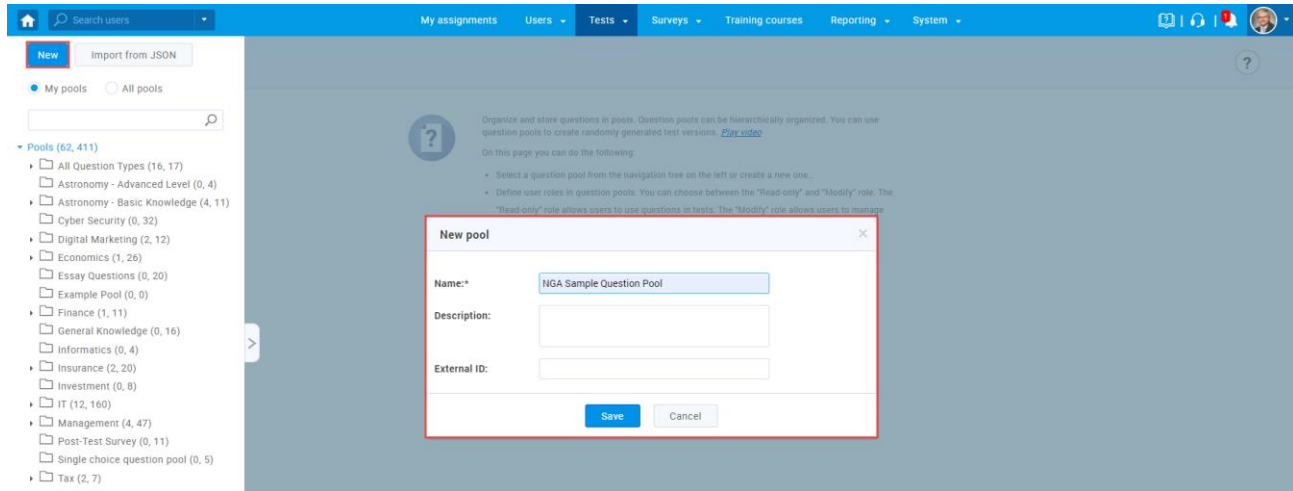 Search users
My assignments
Users
Tests
Surveys
Training courses
Reporting
System
New
Import from JSON
My pools
All pools
Pools (62, 411)
All Question Types (16, 17)
Astronomy - Advanced Level (0, 4)
Astronomy - Basic Knowledge (4, 11)
Cyber Security (0, 32)
Digital Marketing (2, 12)
Economics (1, 26)
Essay Questions (0, 20)
Example Pool (0, 0)
Finance (1, 11)
General Knowledge (0, 16)
Informatics (0, 4)
Insurance (2, 20)
Investment (0, 8)
IT (12, 160)
Management (4, 47)
Post-Test Survey (0, 11)
Single choice question pool (0, 5)
Tax (2, 7)
?
?
Organize and store questions in pools. Question pools can be hierarchically organized. You can use
question pools to create randomly generated test versions. Play video
On this page you can do the following:
• Select a question pool from the navigation tree on the left or create a new one...
• Define user roles in question pools. You can choose between the "Read-only" and "Modify" role. The
"Read-only" role allows users to use questions in tests. The "Modify" role allows users to manage
New pool
Name:*
NGA Sample Question Pool
Description:
External ID:
Save
Cancel